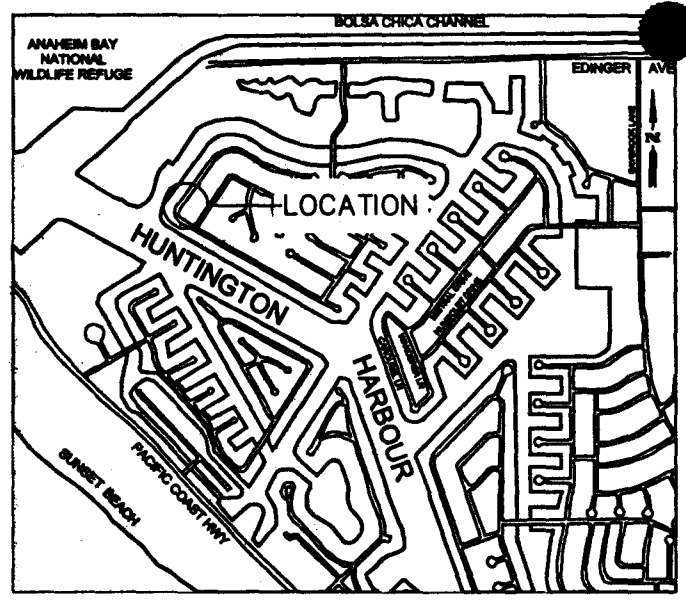 BOLSA CHICA CHANNEL
ANAHEIM BAY
NATIONAL
WILDLIFE REFUGE
EDINGER AVE
N
LOCATION
HUNTINGTON
HARBOUR
PACIFIC COAST HWY
SUNSET BEACH